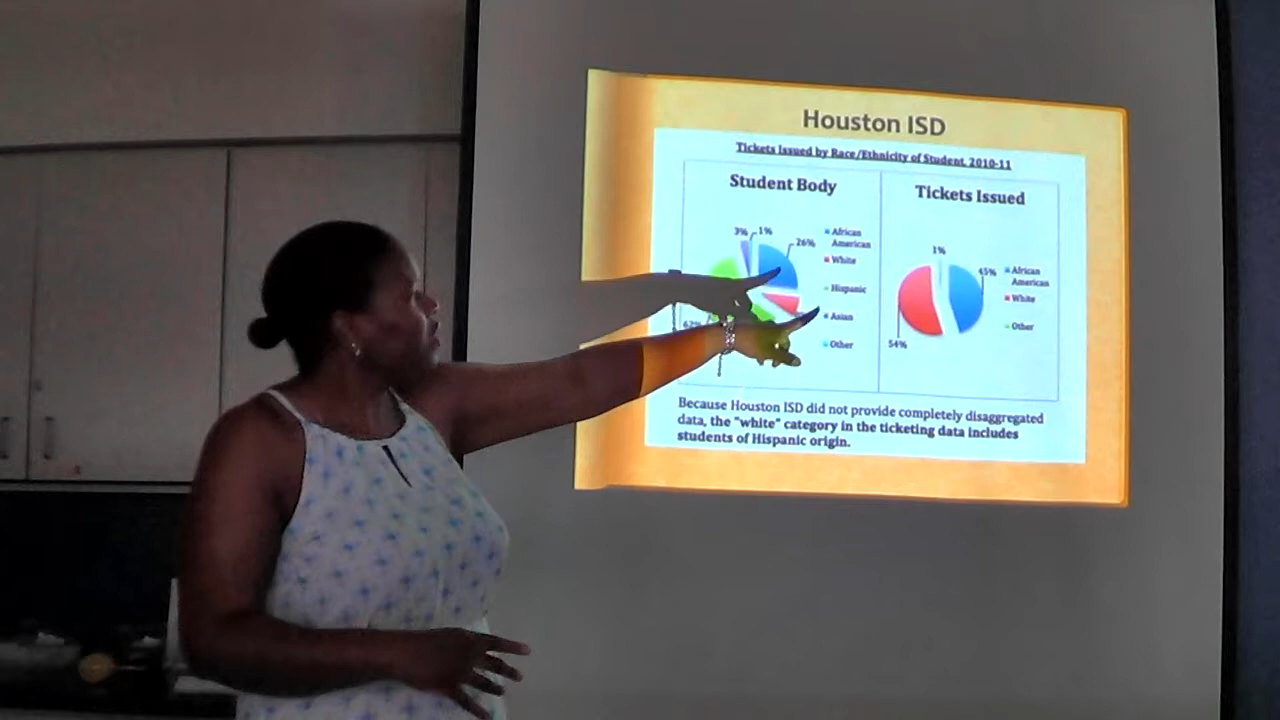 Houston ISD
Tickets Issued by Race/Ethnicity of Student, 2010-11
Student Body
3%
1%
26%
62%
African
American
White
Hispanic
Asian
Other
Tickets Issued
1%
45%
54%
African
American
White
Other
Because Houston ISD did not provide completely disaggregated
data, the "white" category in the ticketing data includes
students of Hispanic origin.